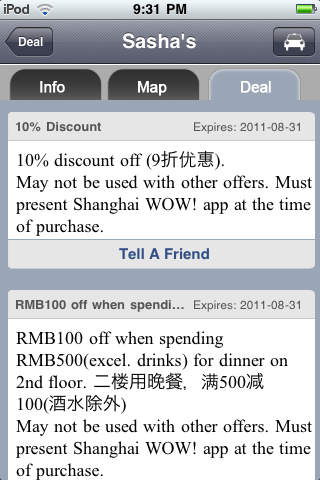 iPod 9:31 PM
Deal Sasha's
Info Map Deal
10% Discount Expires: 2011-08-31
10% discount off (9折优惠).
May not be used with other offers. Must
present Shanghai WOW! app at the time
of purchase.
Tell A Friend
RMB100 off when spendi... Expires: 2011-08-31
RMB100 off when spending
RMB500(excel. drinks) for dinner on
2nd floor. 二楼用晚餐，满500减
100(酒水除外)
May not be used with other offers. Must
present Shanghai WOW! app at the time
of purchase.